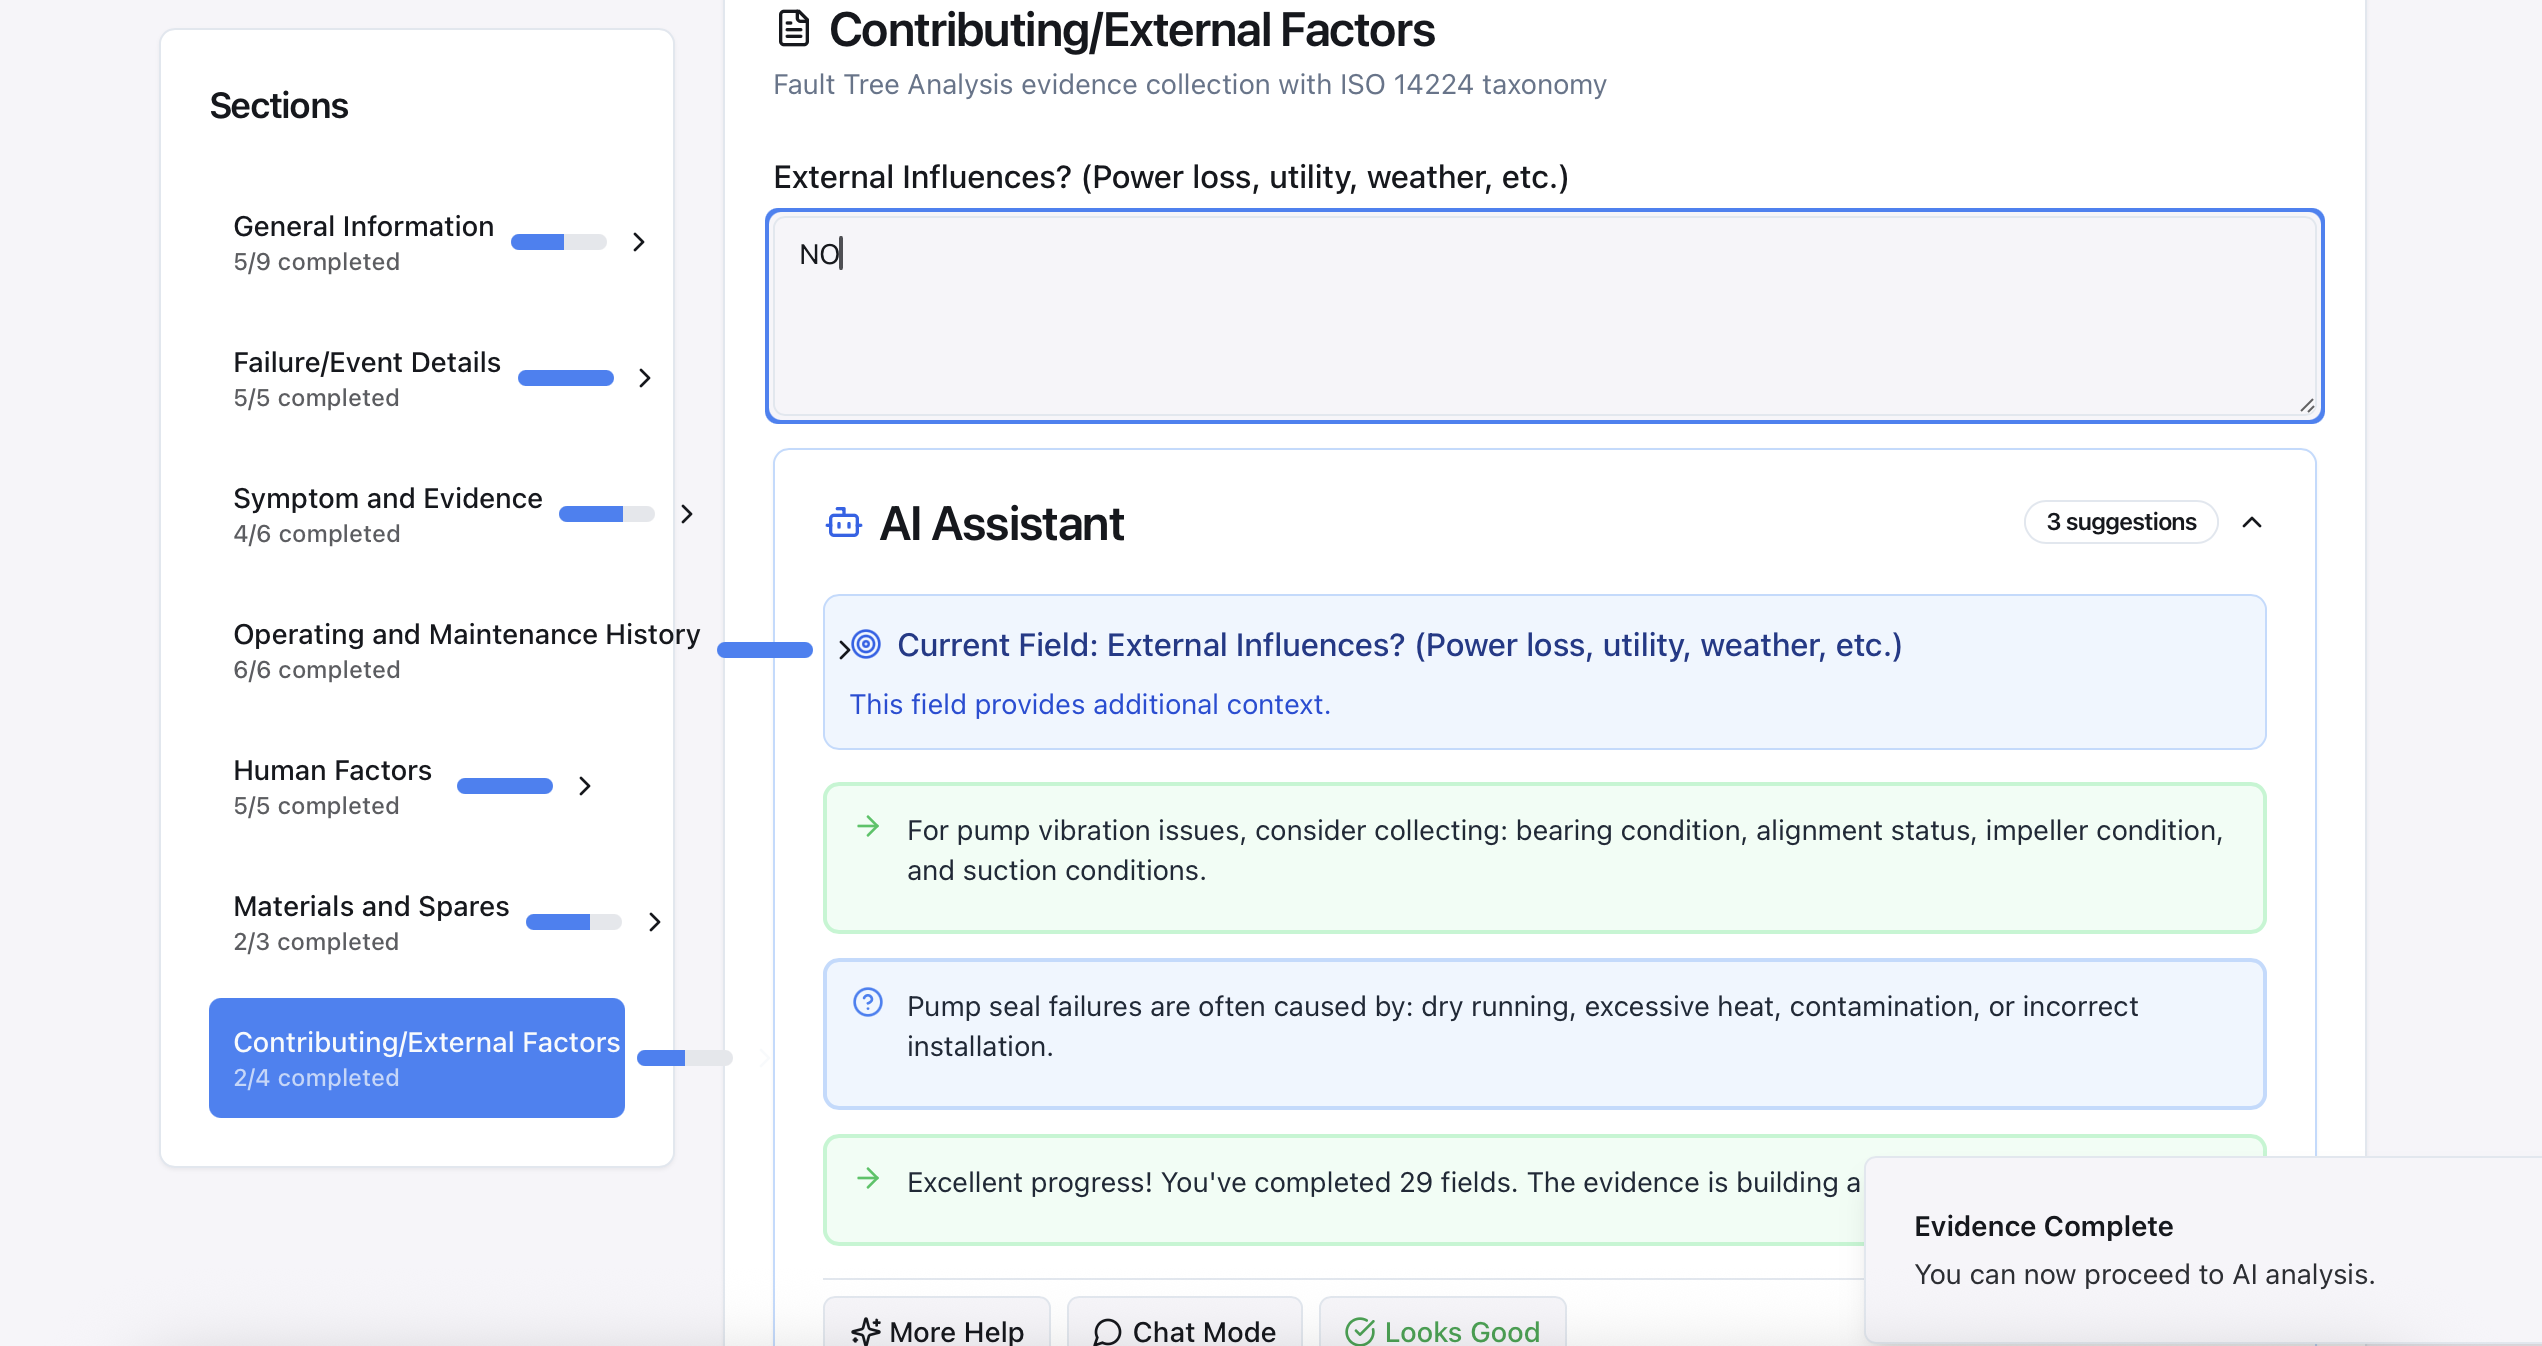 Sections
General Information
5/9 completed
Failure/Event Details
5/5 completed
Symptom and Evidence
4/6 completed
Operating and Maintenance History
6/6 completed
Human Factors
5/5 completed
Materials and Spares
2/3 completed
Contributing/External Factors
2/4 completed
Contributing/External Factors
Fault Tree Analysis evidence collection with ISO 14224 taxonomy
External Influences? (Power loss, utility, weather, etc.)
NO
AI Assistant
3 suggestions
Current Field: External Influences? (Power loss, utility, weather, etc.)
This field provides additional context.
For pump vibration issues, consider collecting: bearing condition, alignment status, impeller condition,
and suction conditions.
Pump seal failures are often caused by: dry running, excessive heat, contamination, or incorrect
installation.
Excellent progress! You've completed 29 fields. The evidence is building a
More Help
Chat Mode
Looks Good
Evidence Complete
You can now proceed to AI analysis.